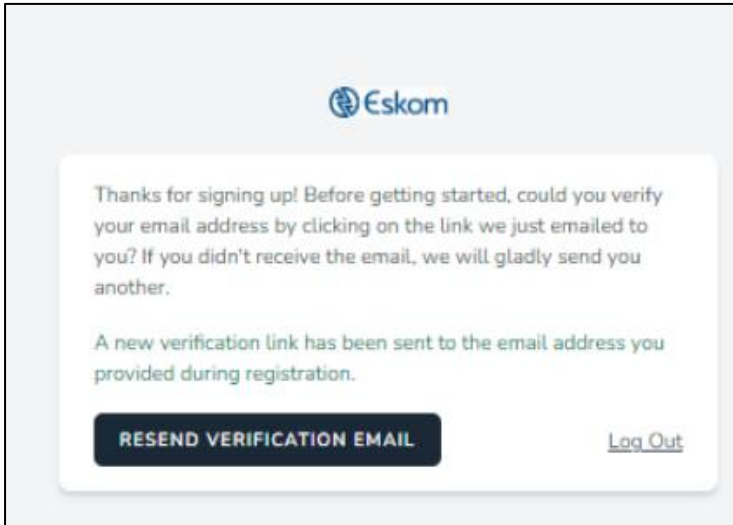 Eskom
Thanks for signing up! Before getting started, could you verify
your email address by clicking on the link we just emailed to
you? If you didn't receive the email, we will gladly send you
another.
A new verification link has been sent to the email address you
provided during registration.
RESEND VERIFICATION EMAIL
Log Out